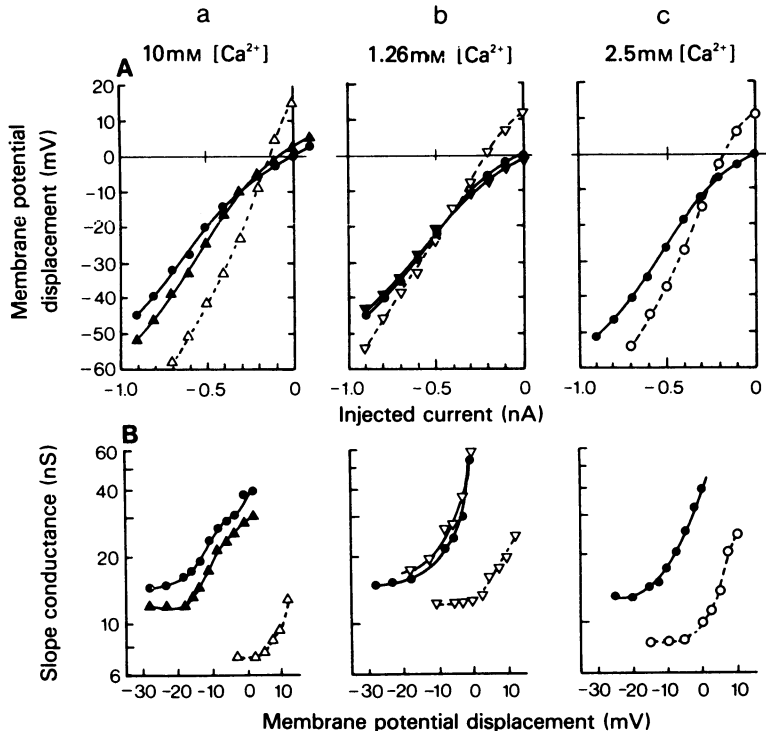 a b c
A 10mM [Ca²⁺] 1.26mM [Ca²⁺] 2.5mM [Ca²⁺]
Membrane potential
displacement (mV)
20
10
0
−10
−20
−30
−40
−50
−60
−1.0 −0.5 0 −1.0 −0.5 0 −1.0 −0.5 0
Injected current (nA)
B
Slope conductance (nS)
60
40
20
10
6
−30 −20 −10 0 10 −30 −20 −10 0 10 −30 −20 −10 0 10
Membrane potential displacement (mV)